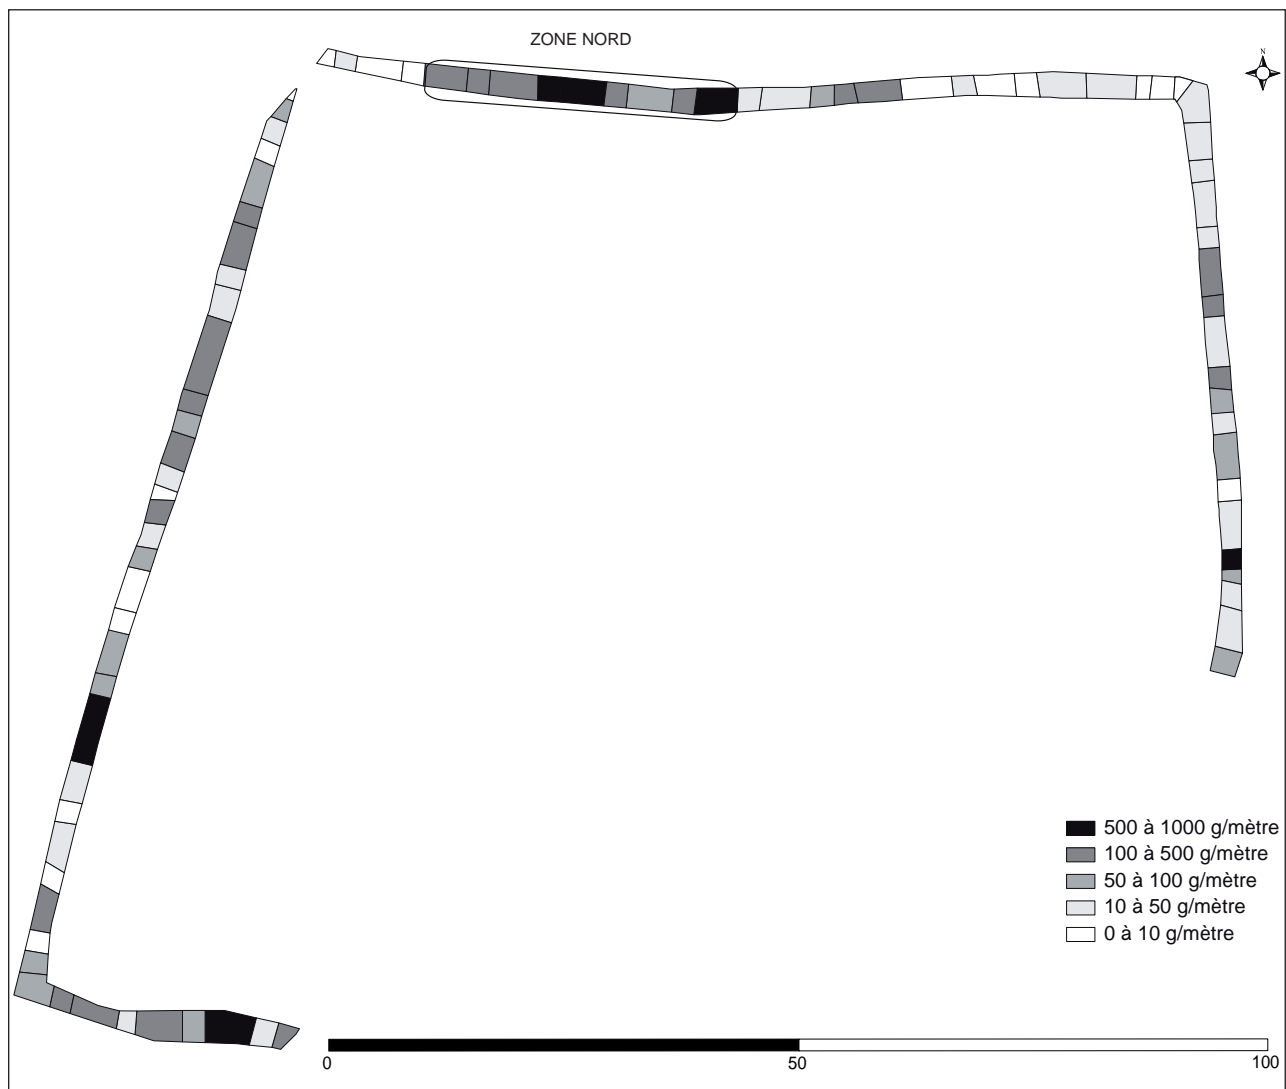 ZONE NORD
N
500 à 1000 g/mètre
100 à 500 g/mètre
50 à 100 g/mètre
10 à 50 g/mètre
0 à 10 g/mètre
0 50 100